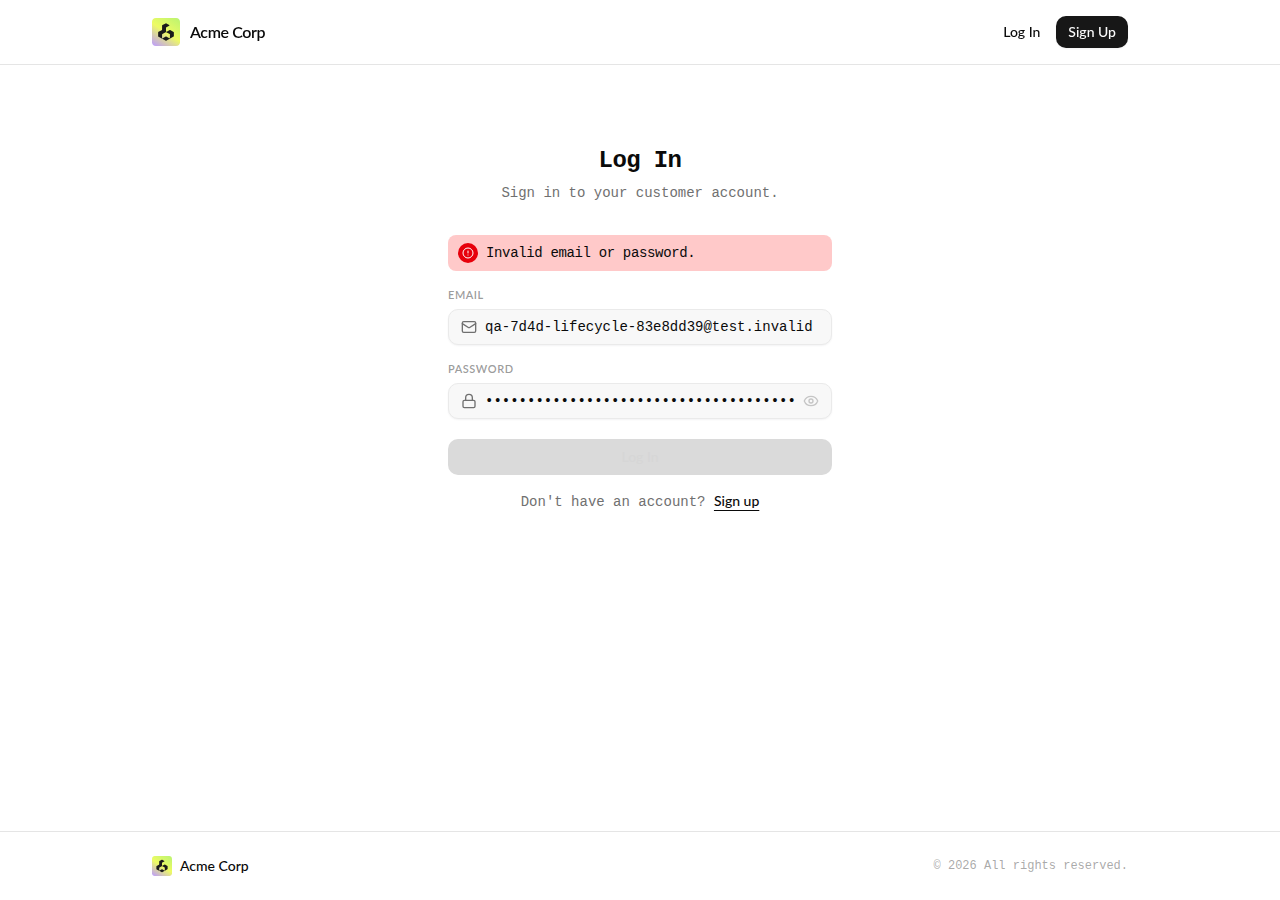 Acme Corp
Log In
Sign Up
Log In
Sign in to your customer account.
Invalid email or password.
EMAIL
qa-7d4d-lifecycle-83e8dd39@test.invalid
PASSWORD
•••••••••••••••••••••••••••••••••••••
Log In
Don't have an account? Sign up
Acme Corp
© 2026 All rights reserved.